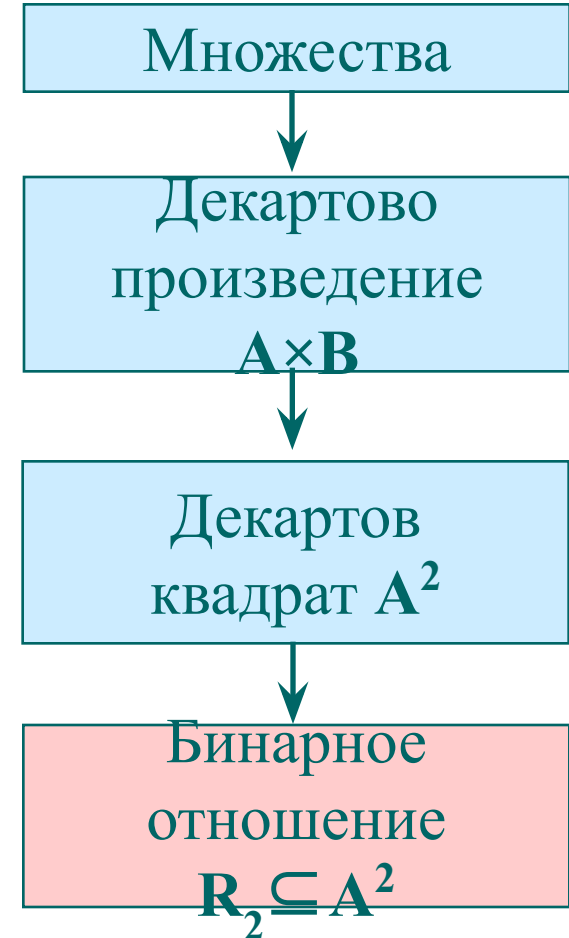 Множества
Декартово
произведение
A×B
Декартов
квадрат A²
Бинарное
отношение
R₂⊆A²